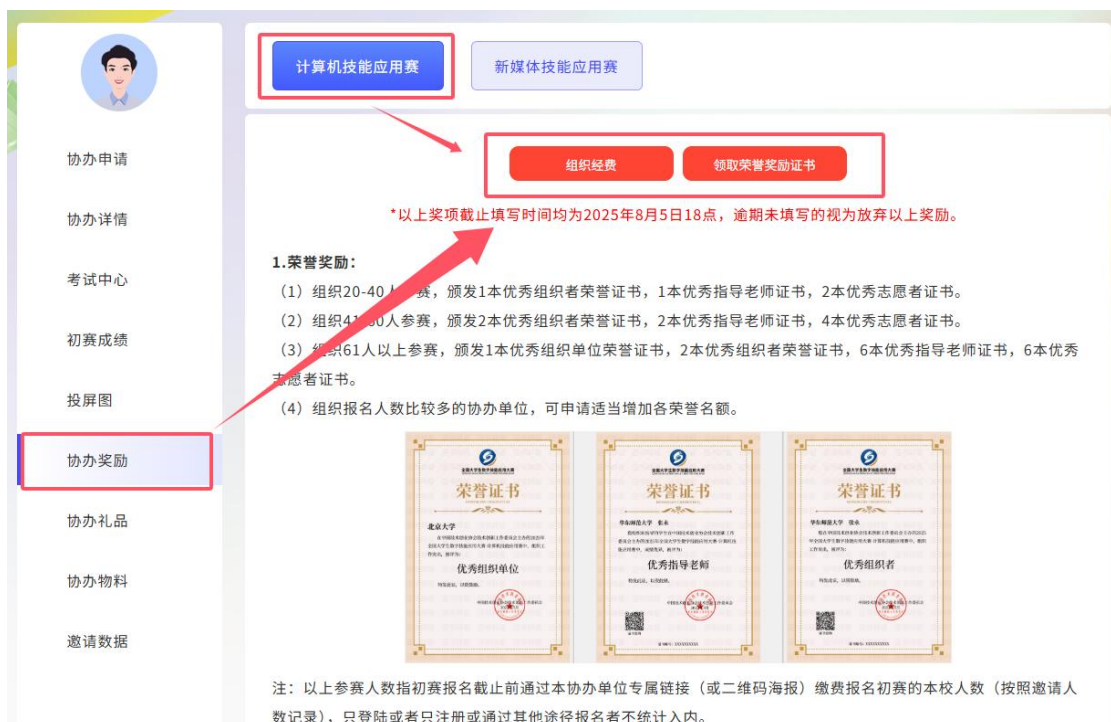 计算机技能应用赛
新媒体技能应用赛
协办申请
协办详情
考试中心
初赛成绩
投屏图
协办奖励
协办礼品
协办物料
邀请数据
组织经费
领取荣誉奖励证书
*以上奖项截止填写时间均为2025年8月5日18点，逾期未填写的视为放弃以上奖励。
1.荣誉奖励：
（1）组织20-40人参赛，颁发1本优秀组织者荣誉证书，1本优秀指导老师证书，2本优秀志愿者证书。
（2）组织41-60人参赛，颁发2本优秀组织者荣誉证书，2本优秀指导老师证书，4本优秀志愿者证书。
（3）组织61人以上参赛，颁发1本优秀组织单位荣誉证书，2本优秀组织者荣誉证书，6本优秀指导老师证书，6本优秀
志愿者证书。
（4）组织报名人数比较多的协办单位，可申请适当增加各荣誉名额。
荣誉证书
北京大学
优秀组织单位
荣誉证书
华东师范大学 张永
优秀指导老师
荣誉证书
华东师范大学 张永
优秀组织者
注：以上参赛人数指初赛报名截止前通过本协办单位专属链接（或二维码海报）缴费报名初赛的本校人数（按照邀请人
数记录），只登陆或者只注册或通过其他途径报名者不统计入内。